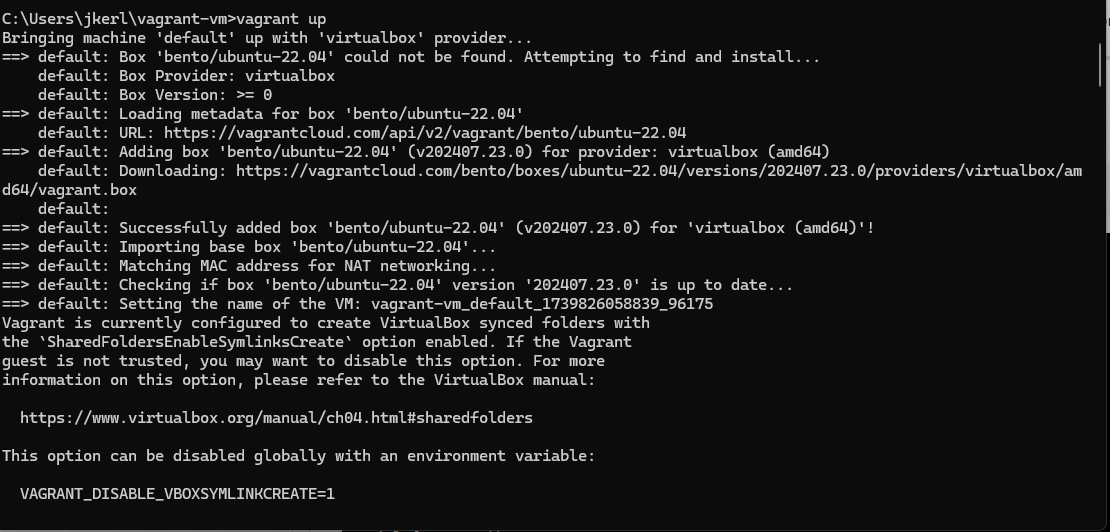 C:\Users\jkerl\vagrant-vm>vagrant up
Bringing machine 'default' up with 'virtualbox' provider...
==> default: Box 'bento/ubuntu-22.04' could not be found. Attempting to find and install...
    default: Box Provider: virtualbox
    default: Box Version: >= 0
==> default: Loading metadata for box 'bento/ubuntu-22.04'
    default: URL: https://vagrantcloud.com/api/v2/vagrant/bento/ubuntu-22.04
==> default: Adding box 'bento/ubuntu-22.04' (v202407.23.0) for provider: virtualbox (amd64)
    default: Downloading: https://vagrantcloud.com/bento/boxes/ubuntu-22.04/versions/202407.23.0/providers/virtualbox/am
d64/vagrant.box
    default:
==> default: Successfully added box 'bento/ubuntu-22.04' (v202407.23.0) for 'virtualbox (amd64)'!
==> default: Importing base box 'bento/ubuntu-22.04'...
==> default: Matching MAC address for NAT networking...
==> default: Checking if box 'bento/ubuntu-22.04' version '202407.23.0' is up to date...
==> default: Setting the name of the VM: vagrant-vm_default_1739826058839_96175
Vagrant is currently configured to create VirtualBox synced folders with
the `SharedFoldersEnableSymlinksCreate` option enabled. If the Vagrant
guest is not trusted, you may want to disable this option. For more
information on this option, please refer to the VirtualBox manual:

  https://www.virtualbox.org/manual/ch04.html#sharedfolders

This option can be disabled globally with an environment variable:

  VAGRANT_DISABLE_VBOXSYMLINKCREATE=1